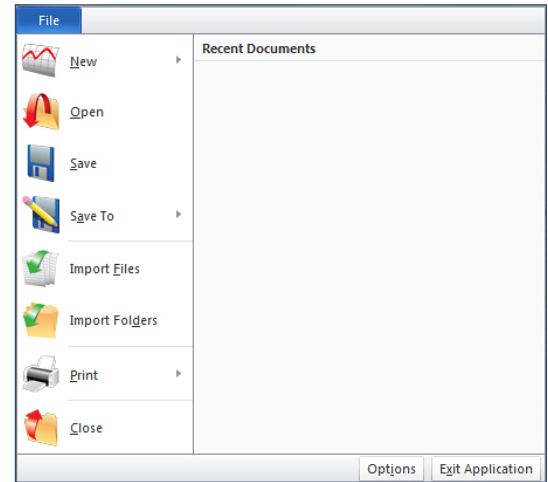 File
Recent Documents
New
Open
Save
Save To
Import Files
Import Folders
Print
Close
Options
Exit Application